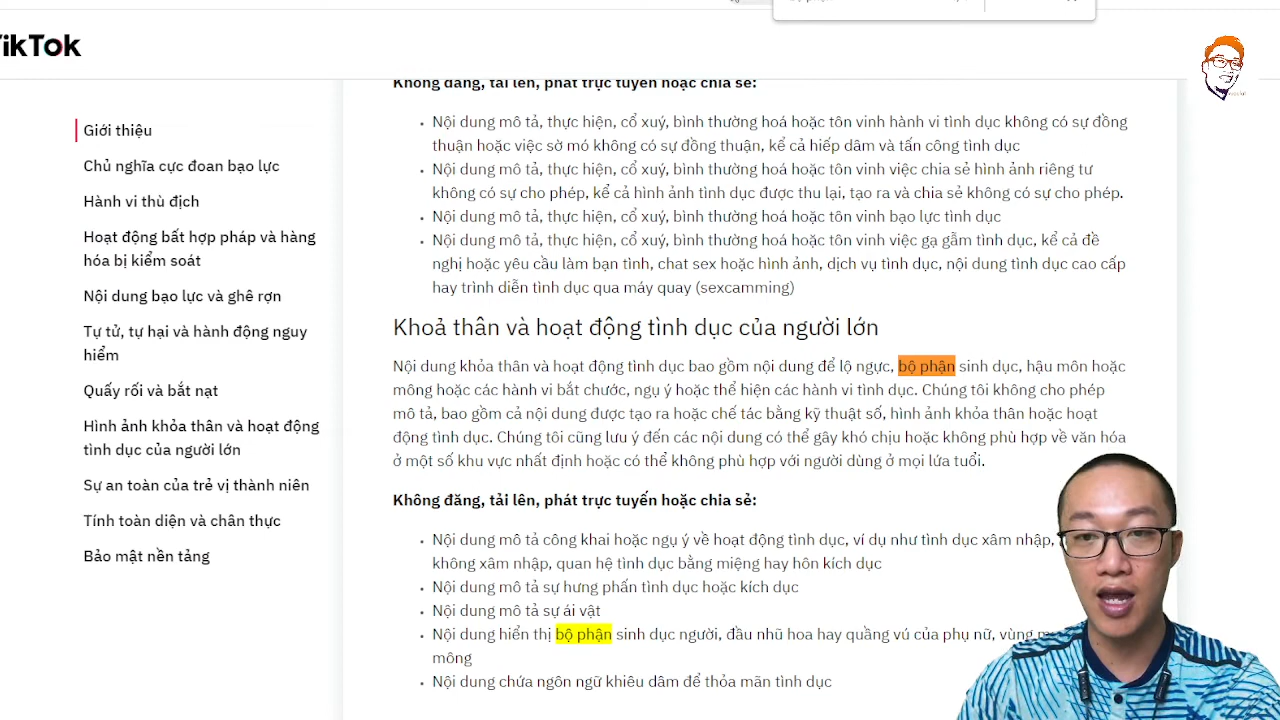 TikTok
Không đăng, tải lên, phát trực tuyến hoặc chia sẻ:
Giới thiệu
Chủ nghĩa cực đoan bạo lực
Hành vi thù địch
Hoạt động bất hợp pháp và hàng
hóa bị kiểm soát
Nội dung bạo lực và ghê rợn
Tự tử, tự hại và hành động nguy
hiểm
Quấy rối và bắt nạt
Hình ảnh khỏa thân và hoạt động
tình dục của người lớn
Sự an toàn của trẻ vị thành niên
Tính toàn diện và chân thực
Bảo mật nền tảng
• Nội dung mô tả, thực hiện, cổ xuý, bình thường hoá hoặc tôn vinh hành vi tình dục không có sự đồng
thuận hoặc việc sờ mó không có sự đồng thuận, kể cả hiếp dâm và tấn công tình dục
• Nội dung mô tả, thực hiện, cổ xuý, bình thường hoá hoặc tôn vinh việc chia sẻ hình ảnh riêng tư
không có sự cho phép, kể cả hình ảnh tình dục được thu lại, tạo ra và chia sẻ không có sự cho phép.
• Nội dung mô tả, thực hiện, cổ xuý, bình thường hoá hoặc tôn vinh bạo lực tình dục
• Nội dung mô tả, thực hiện, cổ xuý, bình thường hoá hoặc tôn vinh việc gạ gẫm tình dục, kể cả đề
nghị hoặc yêu cầu làm bạn tình, chat sex hoặc hình ảnh, dịch vụ tình dục, nội dung tình dục cao cấp
hay trình diễn tình dục qua máy quay (sexcamming)
Khoả thân và hoạt động tình dục của người lớn
Nội dung khỏa thân và hoạt động tình dục bao gồm nội dung để lộ ngực, bộ phận sinh dục, hậu môn hoặc
mông hoặc các hành vi bắt chước, ngụ ý hoặc thể hiện các hành vi tình dục. Chúng tôi không cho phép
mô tả, bao gồm cả nội dung được tạo ra hoặc chế tác bằng kỹ thuật số, hình ảnh khỏa thân hoặc hoạt
động tình dục. Chúng tôi cũng lưu ý đến các nội dung có thể gây khó chịu hoặc không phù hợp về văn hóa
ở một số khu vực nhất định hoặc có thể không phù hợp với người dùng ở mọi lứa tuổi.
Không đăng, tải lên, phát trực tuyến hoặc chia sẻ:
• Nội dung mô tả công khai hoặc ngụ ý về hoạt động tình dục, ví dụ như tình dục xâm nhập,
không xâm nhập, quan hệ tình dục bằng miệng hay hôn kích dục
• Nội dung mô tả sự hưng phấn tình dục hoặc kích dục
• Nội dung mô tả sự ái vật
• Nội dung hiển thị bộ phận sinh dục người, đầu nhũ hoa hay quầng vú của phụ nữ, vùng
mông
• Nội dung chứa ngôn ngữ khiêu dâm để thỏa mãn tình dục